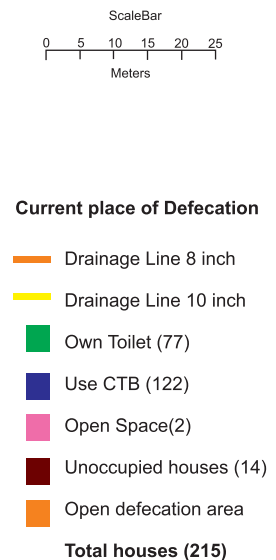 ScaleBar
0 5 10 15 20 25
Meters
Current place of Defecation
Drainage Line 8 inch
Drainage Line 10 inch
Own Toilet (77)
Use CTB (122)
Open Space(2)
Unoccupied houses (14)
Open defecation area
Total houses (215)